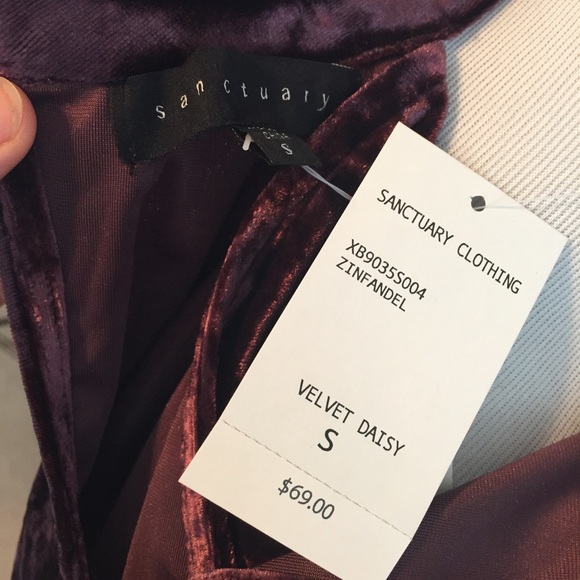 sanctuary
S
SANCTUARY CLOTHING
XB9035S004
ZINFANDEL
VELVET DAISY
S
$69.00